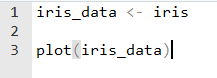 1 iris_data <- iris
2
3 plot(iris_data)